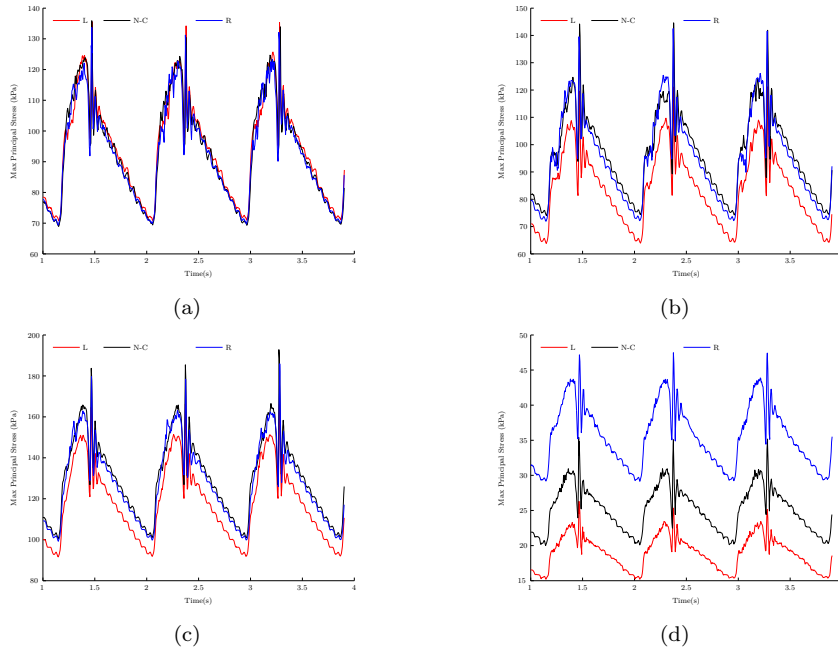 L N-C R
Max Principal Stress (kPa)
140
130
120
110
100
90
80
70
60
1 1.5 2 2.5 3 3.5 4
Time(s)
(a)
L N-C R
Max Principal Stress (kPa)
150
140
130
120
110
100
90
80
70
60
1 1.5 2 2.5 3 3.5
Time(s)
(b)
L N-C R
Max Principal Stress (kPa)
200
180
160
140
120
100
80
1 1.5 2 2.5 3 3.5 4
Time(s)
(c)
L N-C R
Max Principal Stress (kPa)
50
45
40
35
30
25
20
15
1 1.5 2 2.5 3 3.5
Time(s)
(d)